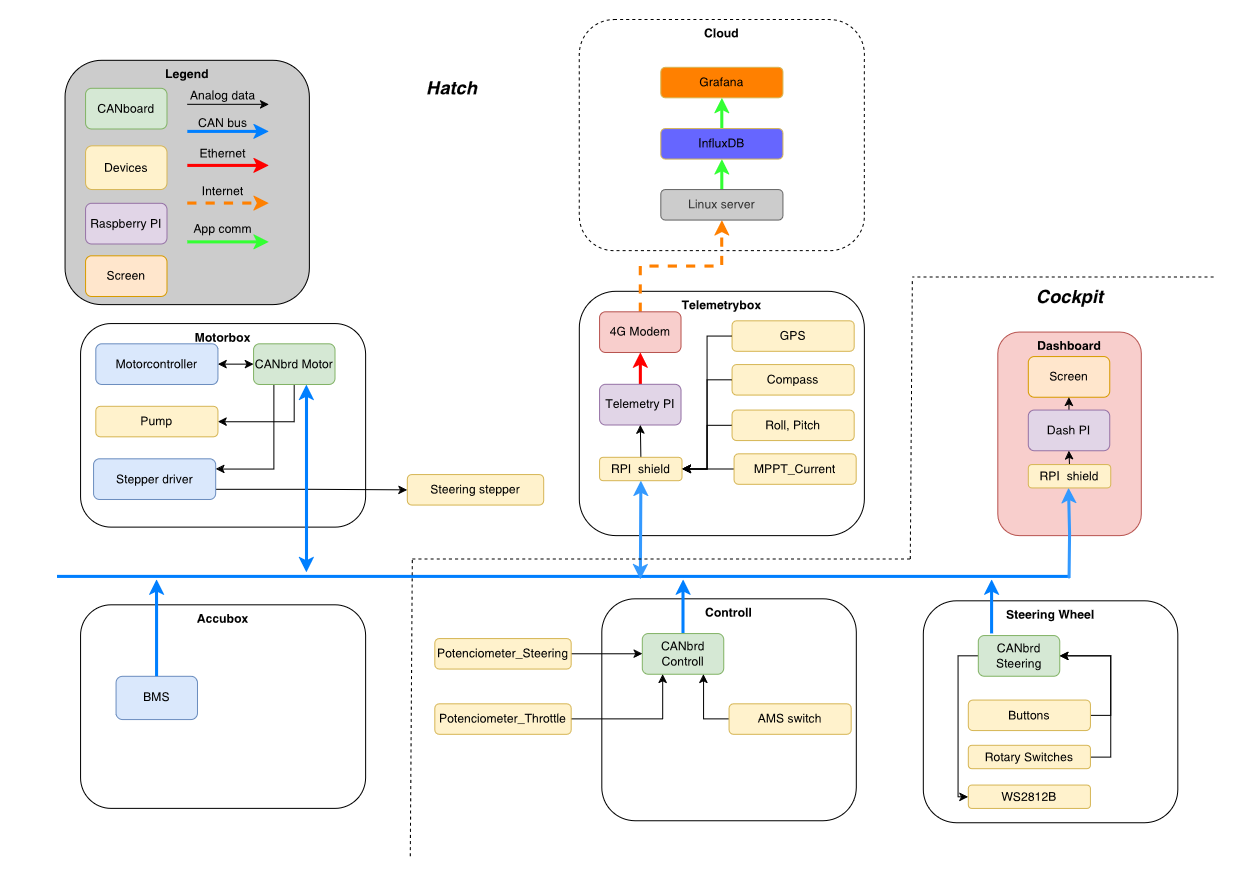 Cloud
Grafana
InfluxDB
Linux server
Hatch
Legend
CANboard
Devices
Raspberry PI
Screen
Analog data
CAN bus
Ethernet
Internet
App comm
Motorbox
Motorcontroller
CANbrd Motor
Pump
Stepper driver
Steering stepper
Telemetrybox
4G Modem
Telemetry PI
RPI shield
GPS
Compass
Roll, Pitch
MPPT_Current
Cockpit
Dashboard
Screen
Dash PI
RPI shield
Accubox
BMS
Controll
Potenciometer_Steering
CANbrd
Controll
Potenciometer_Throttle
AMS switch
Steering Wheel
CANbrd
Steering
Buttons
Rotary Switches
WS2812B